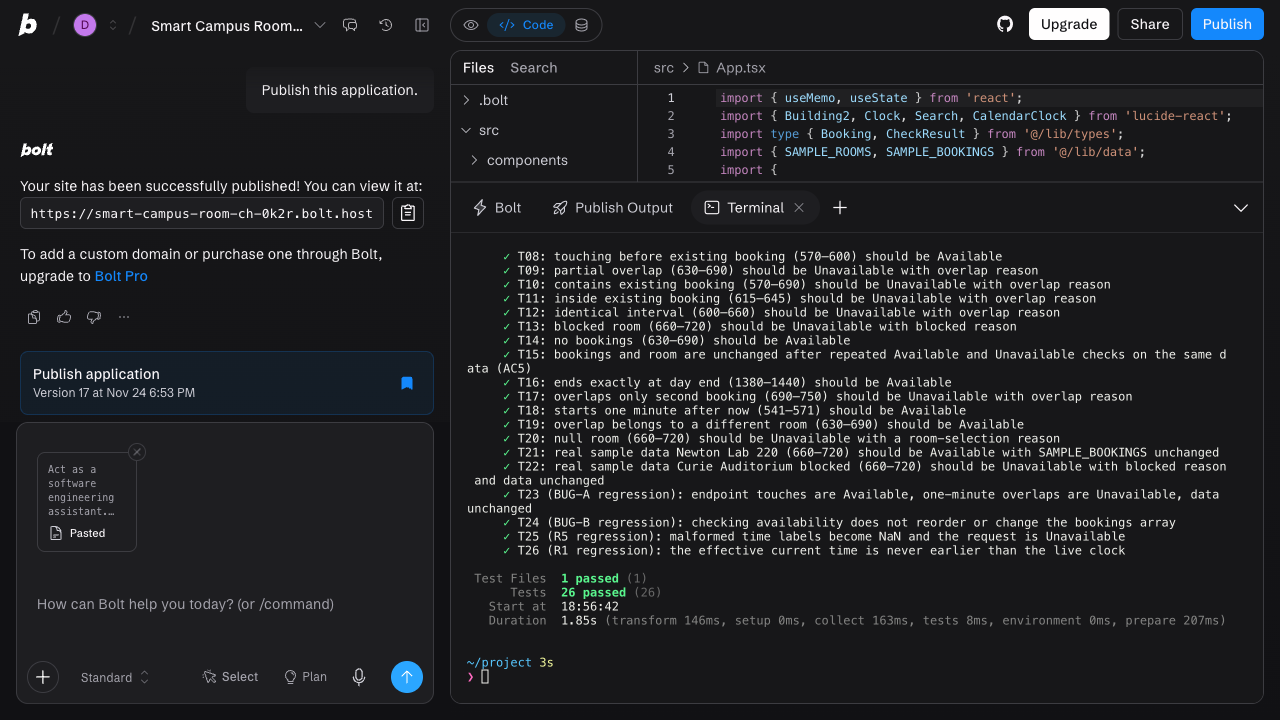 b / D / Smart Campus Room...
Code
Upgrade
Share
Publish
Publish this application.
bolt
Your site has been successfully published! You can view it at:
https://smart-campus-room-ch-0k2r.bolt.host
To add a custom domain or purchase one through Bolt,
upgrade to Bolt Pro
Publish application
Version 17 at Nov 24 6:53 PM
Act as a
software
engineering
assistant.…
Pasted
How can Bolt help you today? (or /command)
Standard
Select
Plan
Files
Search
.bolt
src
components
src > App.tsx
1 import { useMemo, useState } from 'react';
2 import { Building2, Clock, Search, CalendarClock } from 'lucide-react';
3 import type { Booking, CheckResult } from '@/lib/types';
4 import { SAMPLE_ROOMS, SAMPLE_BOOKINGS } from '@/lib/data';
5 import {
Bolt
Publish Output
Terminal
✓ T08: touching before existing booking (570–600) should be Available
✓ T09: partial overlap (630–690) should be Unavailable with overlap reason
✓ T10: contains existing booking (570–690) should be Unavailable with overlap reason
✓ T11: inside existing booking (615–645) should be Unavailable with overlap reason
✓ T12: identical interval (600–660) should be Unavailable with overlap reason
✓ T13: blocked room (660–720) should be Unavailable with blocked reason
✓ T14: no bookings (630–690) should be Available
✓ T15: bookings and room are unchanged after repeated Available and Unavailable checks on the same d
ata (AC5)
✓ T16: ends exactly at day end (1380–1440) should be Available
✓ T17: overlaps only second booking (690–750) should be Unavailable with overlap reason
✓ T18: starts one minute after now (541–571) should be Available
✓ T19: overlap belongs to a different room (630–690) should be Available
✓ T20: null room (660–720) should be Unavailable with a room-selection reason
✓ T21: real sample data Newton Lab 220 (660–720) should be Available with SAMPLE_BOOKINGS unchanged
✓ T22: real sample data Curie Auditorium blocked (660–720) should be Unavailable with blocked reason
and data unchanged
✓ T23 (BUG-A regression): endpoint touches are Available, one-minute overlaps are Unavailable, data
unchanged
✓ T24 (BUG-B regression): checking availability does not reorder or change the bookings array
✓ T25 (R5 regression): malformed time labels become NaN and the request is Unavailable
✓ T26 (R1 regression): the effective current time is never earlier than the live clock
Test Files 1 passed (1)
Tests 26 passed (26)
Start at 18:56:42
Duration 1.85s (transform 146ms, setup 0ms, collect 163ms, tests 8ms, environment 0ms, prepare 207ms)
~/project 3s
❯